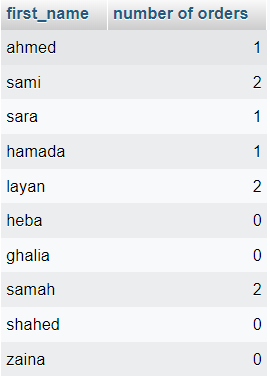 first_name number of orders
ahmed 1
sami 2
sara 1
hamada 1
layan 2
heba 0
ghalia 0
samah 2
shahed 0
zaina 0